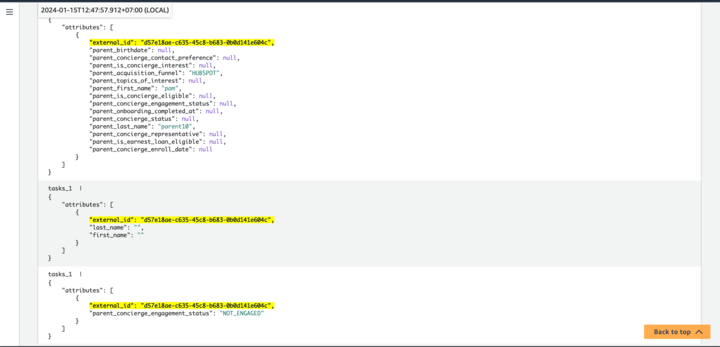 2024-01-15T12:47:57.912+07:00 (LOCAL)
{
"attributes": [
{
"external_id": "d57e18ae-c635-45c8-b683-0b0d141e604c",
"parent_birthdate": null,
"parent_concierge_contact_preference": null,
"parent_is_concierge_interest": null,
"parent_acquisition_funnel": "HUBSPOT",
"parent_topics_of_interest": null,
"parent_first_name": "pam",
"parent_is_concierge_eligible": null,
"parent_concierge_engagement_status": null,
"parent_onboarding_completed_at": null,
"parent_concierge_status": null,
"parent_last_name": "parent10",
"parent_concierge_representative": null,
"parent_is_earnest_loan_eligible": null,
"parent_concierge_enroll_date": null
}
]
}
tasks_1 |
{
"attributes": [
{
"external_id": "d57e18ae-c635-45c8-b683-0b0d141e604c",
"last_name": "",
"first_name": ""
}
]
}
tasks_1 |
{
"attributes": [
{
"external_id": "d57e18ae-c635-45c8-b683-0b0d141e604c",
"parent_concierge_engagement_status": "NOT_ENGAGED"
}
]
}
Back to top